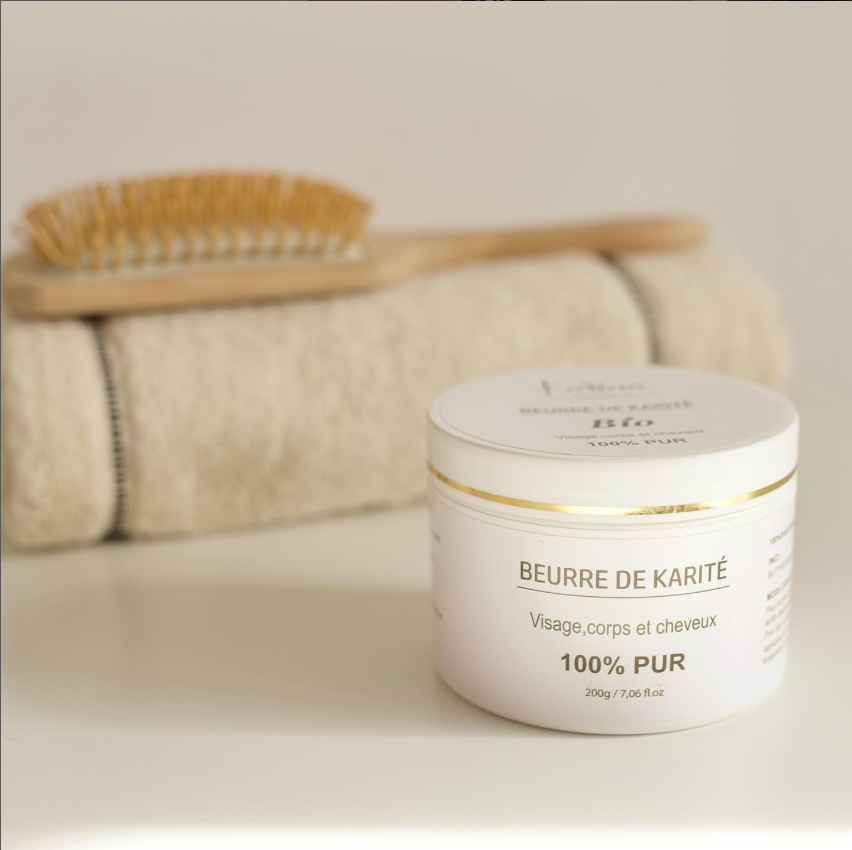 BEURRE DE KARITÉ
Bio
Visage,corps et cheveux
100% PUR
BEURRE DE KARITÉ
Visage,corps et cheveux
100% PUR
200g / 7,06 fl.oz